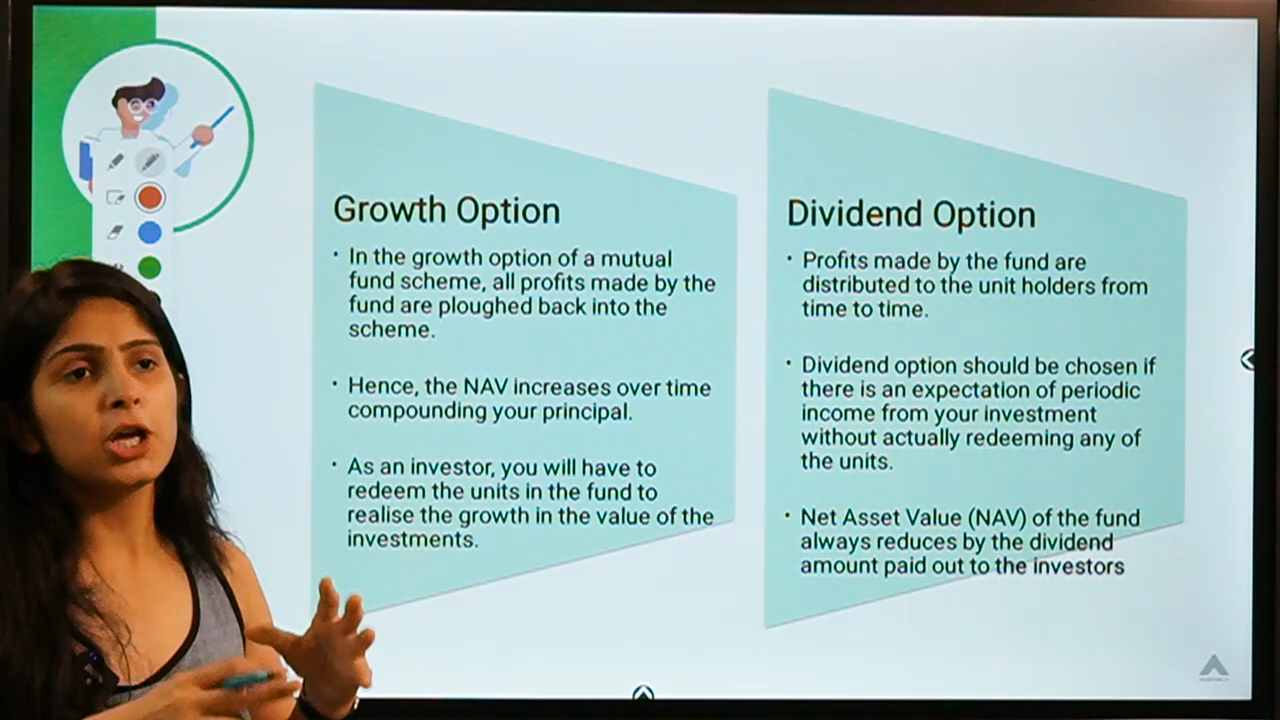 Growth Option
· In the growth option of a mutual
fund scheme, all profits made by the
fund are ploughed back into the
scheme.
· Hence, the NAV increases over time
compounding your principal.
· As an investor, you will have to
redeem the units in the fund to
realise the growth in the value of the
investments.
Dividend Option
· Profits made by the fund are
distributed to the unit holders from
time to time.
· Dividend option should be chosen if
there is an expectation of periodic
income from your investment
without actually redeeming any of
the units.
· Net Asset Value (NAV) of the fund
always reduces by the dividend
amount paid out to the investors